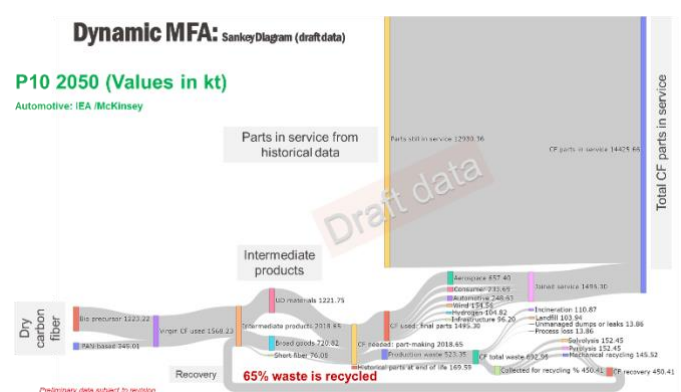 Dynamic MFA: Sankey Diagram (draft data)
P10 2050 (Values in kt)
Automotive: IEA /McKinsey
Parts in service from
historical data
Parts still in service 12930.36
CF parts in service 14425.66
Total CF parts in service
Draft data
Intermediate
products
Dry
carbon
fiber
Bio precursor 1223.22
PAN-based 345.01
Virgin CF used 1568.23
UD materials 1221.75
Intermediate products 2018.65
Broad goods 720.82
Short fiber 76.08
CF needed: part-making 2018.65
CF used: final parts 1495.30
Production waste 523.35
Historical parts at end of life 169.59
Aerospace 657.40
Consumer 233.65
Automotive 248.63
Wind 154.56
Hydrogen 104.82
Infrastructure 96.20
Joined service 1495.30
CF total waste 692.95
Incineration 110.87
Landfill 103.94
Unmanaged dumps or leaks 13.86
Process loss 13.86
Solvolysis 152.45
Pyrolysis 152.45
Mechanical recycling 145.52
Collected for recycling % 450.41
CF recovery 450.41
Recovery
65% waste is recycled
Preliminary data subject to revision